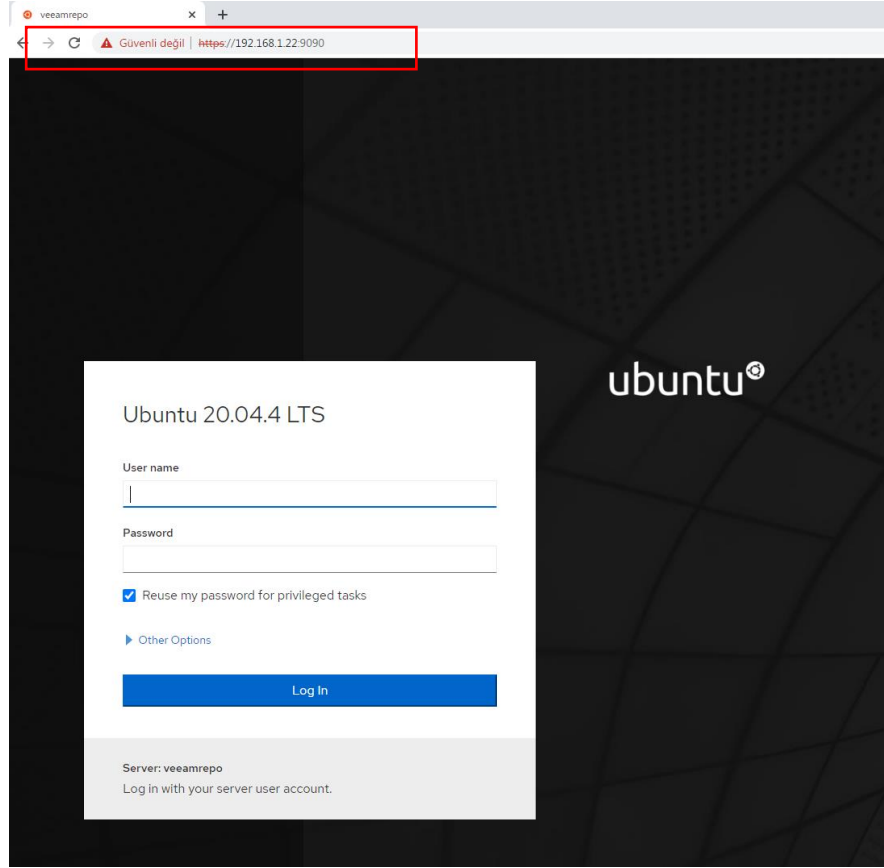 veeamrepo
Güvenli değil | https://192.168.1.22:9090
ubuntu
Ubuntu 20.04.4 LTS
User name
Password
Reuse my password for privileged tasks
Other Options
Log In
Server: veeamrepo
Log in with your server user account.